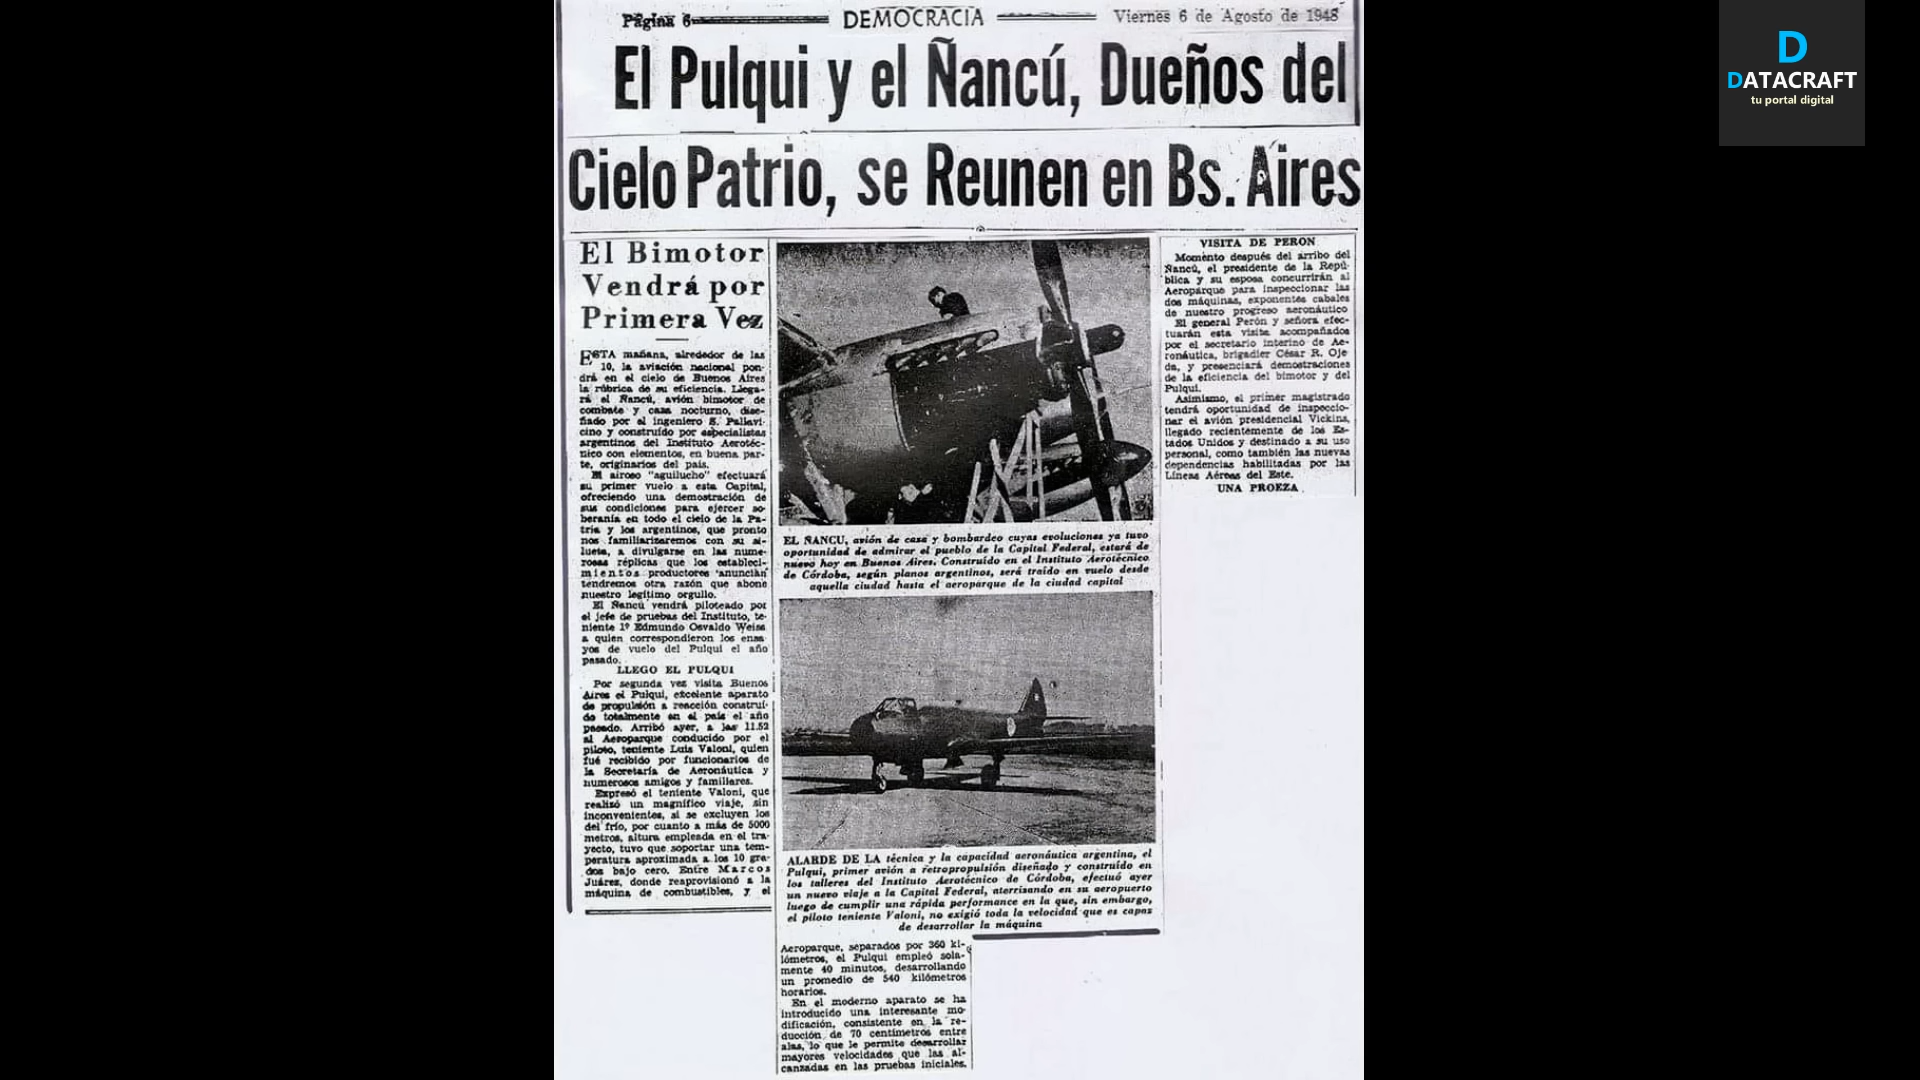 Página 6
DEMOCRACIA
Viernes 6 de Agosto de 1948
El Pulqui y el Ñancú, Dueños del
Cielo Patrio, se Reunen en Bs. Aires
El Bimotor
Vendrá por
Primera Vez
ESTA mañana, alrededor de las
10, la aviación nacional pon-
drá en el cielo de Buenos Aires
la rúbrica de su eficiencia. Llega-
rá el Ñancú, avión bimotor de
combate y caza nocturno, dise-
ñado por el ingeniero S. Pallavi-
cino y construído por especialistas
argentinos del Instituto Aerotéc-
nico con elementos, en buena par-
te, originarios del país.
El airoso "aguilucho" efectuará
su primer vuelo a esta Capital,
ofreciendo una demostración de
sus condiciones para ejercer so-
beranía en todo el cielo de la Pa-
tria y los argentinos, que pronto
nos familiarizaremos con su si-
lueta, a divulgarse en las nume-
rosas réplicas que los estableci-
mientos productores anuncian
tendremos otra razón que abone
nuestro legítimo orgullo.
El Ñancú vendrá piloteado por
el jefe de pruebas del Instituto, te-
niente 1º Edmundo Osvaldo Weiss
a quien correspondieron los ensa-
yos de vuelo del Pulqui el año
pasado.
LLEGO EL PULQUI
Por segunda vez visita Buenos
Aires el Pulqui, excelente aparato
de propulsión a reacción construí-
do totalmente en el país el año
pasado. Arribó ayer, a las 11.52
al Aeroparque conducido por el
piloto, teniente Luis Valoni, quien
fué recibido por funcionarios de
la Secretaría de Aeronáutica y
numerosos amigos y familiares.
Expresó el teniente Valoni, que
realizó un magnífico viaje, sin
inconvenientes, si se excluyen los
del frío, por cuanto a más de 5000
metros, altura empleada en el tra-
yecto, tuvo que soportar una tem-
peratura aproximada a los 10 gra-
dos bajo cero. Entre Marcos
Juárez, donde reaprovisionó a la
máquina de combustibles, y el
EL ÑANCU, avión de caza y bombardeo cuyas evoluciones ya tuvo
oportunidad de admirar el pueblo de la Capital Federal, estará de
nuevo hoy en Buenos Aires. Construído en el Instituto Aerotécnico
de Córdoba, según planos argentinos, será traído en vuelo desde
aquella ciudad hasta el aeroparque de la ciudad capital
ALARDE DE LA técnica y la capacidad aeronáutica argentina, el
Pulqui, primer avión a retropropulsión diseñado y construído en
los talleres del Instituto Aerotécnico de Córdoba, efectuó ayer
un nuevo viaje a la Capital Federal, aterrisando en su aeropuerto
luego de cumplir una rápida performance en la que, sin embargo,
el piloto teniente Valoni, no exigió toda la velocidad que es capaz
de desarrollar la máquina
Aeroparque, separados por 360 ki-
lómetros, el Pulqui empleó sola-
mente 40 minutos, desarrollando
un promedio de 540 kilómetros
horarios.
En el moderno aparato se ha
introducido una interesante mo-
dificación, consistente en la re-
ducción de 70 centímetros entre
alas, lo que le permite desarrollar
mayores velocidades que las al-
canzadas en las pruebas iniciales.
VISITA DE PERON
Momento después del arribo del
Ñancú, el presidente de la Repú-
blica y su esposa concurrirán al
Aeroparque para inspeccionar las
dos máquinas, exponentes cabales
de nuestro progreso aeronáutico
El general Perón y señora efec-
tuarán esta visita acompañados
por el secretario interino de Ae-
ronáutica, brigadier César R. Oje
da, y presenciará demostraciones
de la eficiencia del bimotor y del
Pulqui.
Asimismo, el primer magistrado
tendrá oportunidad de inspeccio-
nar el avión presidencial Vickins,
llegado recientemente de los Es-
tados Unidos y destinado a su uso
personal, como también las nuevas
dependencias habilitadas por las
Líneas Aéreas del Este.
UNA PROEZA
D
DATACRAFT
tu portal digital